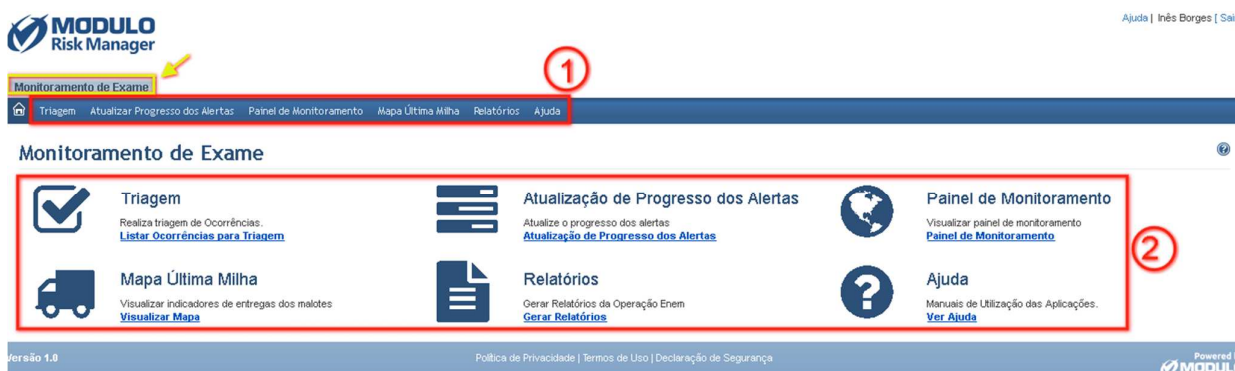 MODULO
Risk Manager
Ajuda | Inês Borges [ Sai
Monitoramento de Exame
1
Triagem Atualizar Progresso dos Alertas Painel de Monitoramento Mapa Última Milha Relatórios Ajuda
Monitoramento de Exame
Triagem
Realiza triagem de Ocorrências.
Listar Ocorrências para Triagem
Atualização de Progresso dos Alertas
Atualize o progresso dos alertas
Atualização de Progresso dos Alertas
Painel de Monitoramento
Visualizar painel de monitoramento
Painel de Monitoramento
2
Mapa Última Milha
Visualizar indicadores de entregas dos malotes
Visualizar Mapa
Relatórios
Gerar Relatórios da Operação Enem
Gerar Relatórios
Ajuda
Manuais de Utilização das Aplicações.
Ver Ajuda
Versão 1.0
Política de Privacidade | Termos de Uso | Declaração de Segurança
Powered
MODUL